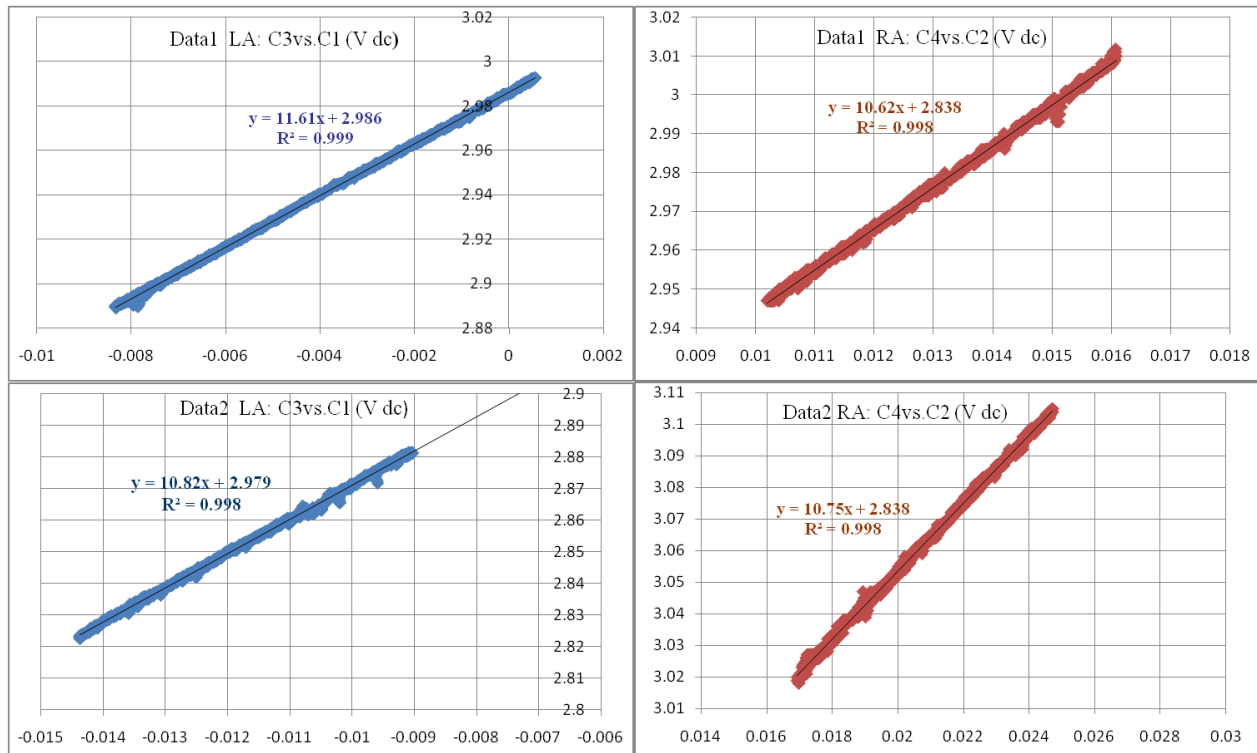 Data1 LA: C3vs.C1 (V dc)
3.02
3
2.98
2.96
2.94
2.92
2.9
2.88
y = 11.61x + 2.986
R² = 0.999
-0.01 -0.008 -0.006 -0.004 -0.002 0 0.002
Data1 RA: C4vs.C2 (V dc)
3.02
3.01
3
2.99
2.98
2.97
2.96
2.95
2.94
y = 10.62x + 2.838
R² = 0.998
0.009 0.01 0.011 0.012 0.013 0.014 0.015 0.016 0.017 0.018
Data2 LA: C3vs.C1 (V dc)
2.9
2.89
2.88
2.87
2.86
2.85
2.84
2.83
2.82
2.81
2.8
y = 10.82x + 2.979
R² = 0.998
-0.015 -0.014 -0.013 -0.012 -0.011 -0.01 -0.009 -0.008 -0.007 -0.006
Data2 RA: C4vs.C2 (V dc)
3.11
3.1
3.09
3.08
3.07
3.06
3.05
3.04
3.03
3.02
3.01
y = 10.75x + 2.838
R² = 0.998
0.014 0.016 0.018 0.02 0.022 0.024 0.026 0.028 0.03